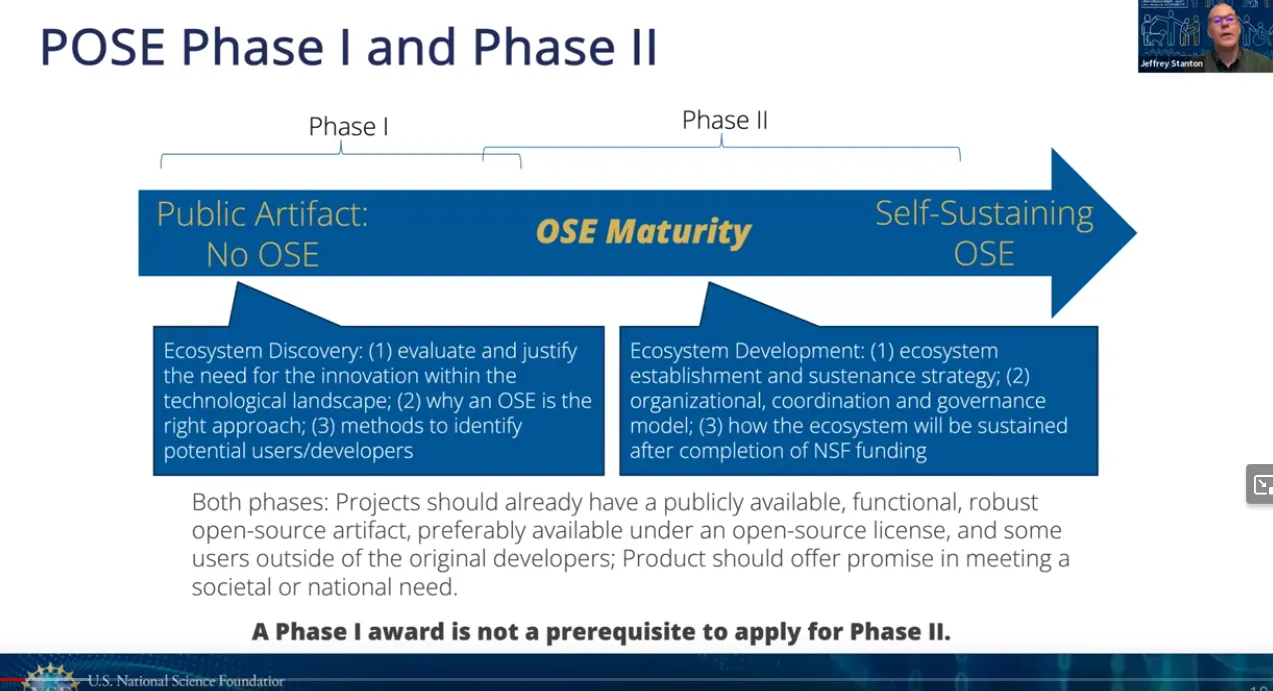 POSE Phase I and Phase II
Jeffrey Stanton
Phase I
Phase II
Public Artifact:
No OSE
OSE Maturity
Self-Sustaining
OSE
Ecosystem Discovery: (1) evaluate and justify
the need for the innovation within the
technological landscape; (2) why an OSE is the
right approach; (3) methods to identify
potential users/developers
Ecosystem Development: (1) ecosystem
establishment and sustenance strategy; (2)
organizational, coordination and governance
model; (3) how the ecosystem will be sustained
after completion of NSF funding
Both phases: Projects should already have a publicly available, functional, robust
open-source artifact, preferably available under an open-source license, and some
users outside of the original developers; Product should offer promise in meeting a
societal or national need.
A Phase I award is not a prerequisite to apply for Phase II.
U.S. National Science Foundation